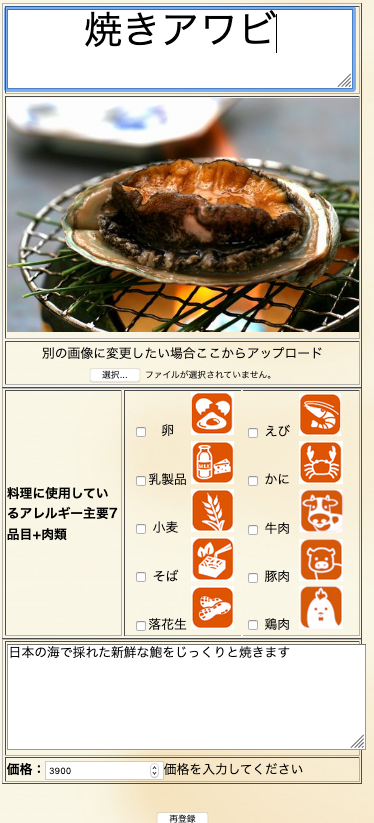 焼きアワビ
別の画像に変更したい場合ここからアップロード
選択... ファイルが選択されていません。
料理に使用してい
るアレルギー主要7
品目+肉類
卵 えび
乳製品 かに
小麦 牛肉
そば 豚肉
落花生 鶏肉
日本の海で採れた新鮮な鮑をじっくりと焼きます
価格： 3900 価格を入力してください
再登録